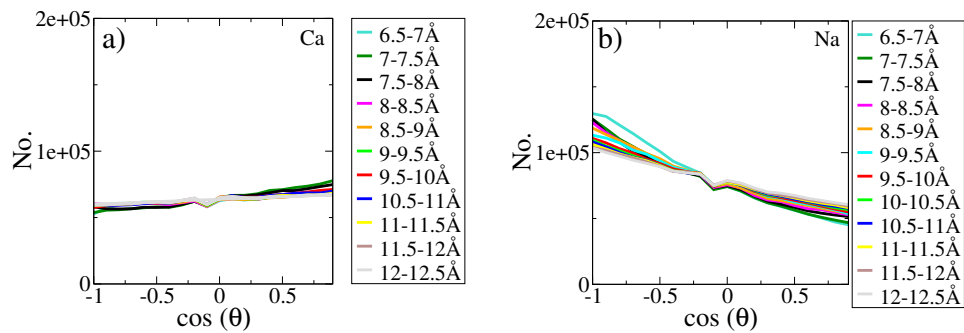 2e+05
a)
Ca
1e+05
No.
0
-1
-0.5
0
0.5
cos (θ)
6.5-7Å
7-7.5Å
7.5-8Å
8-8.5Å
8.5-9Å
9-9.5Å
9.5-10Å
10.5-11Å
11-11.5Å
11.5-12Å
12-12.5Å
2e+05
b)
Na
1e+05
No.
0
-1
-0.5
0
0.5
cos (θ)
6.5-7Å
7-7.5Å
7.5-8Å
8-8.5Å
8.5-9Å
9-9.5Å
9.5-10Å
10-10.5Å
10.5-11Å
11-11.5Å
11.5-12Å
12-12.5Å